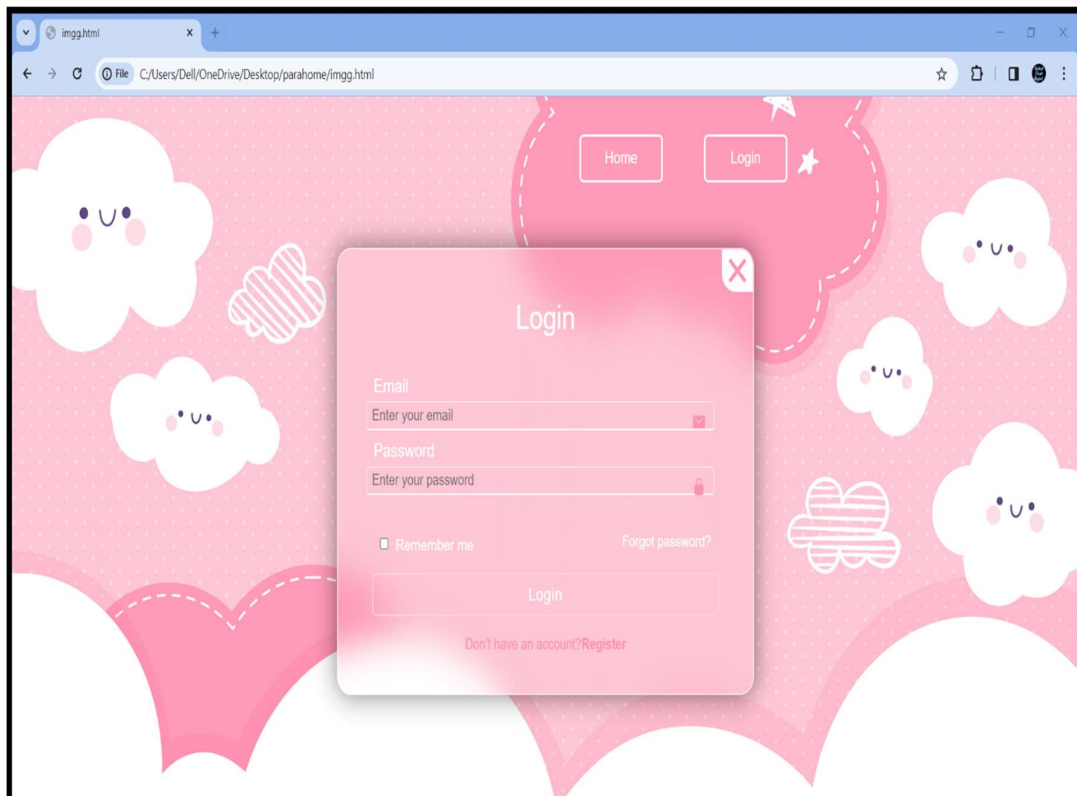 imgg.html
File C:/Users/Dell/OneDrive/Desktop/parahome/imgg.html
Home Login
Login
Email
Enter your email
Password
Enter your password
Remember me Forgot password?
Login
Don't have an account?Register